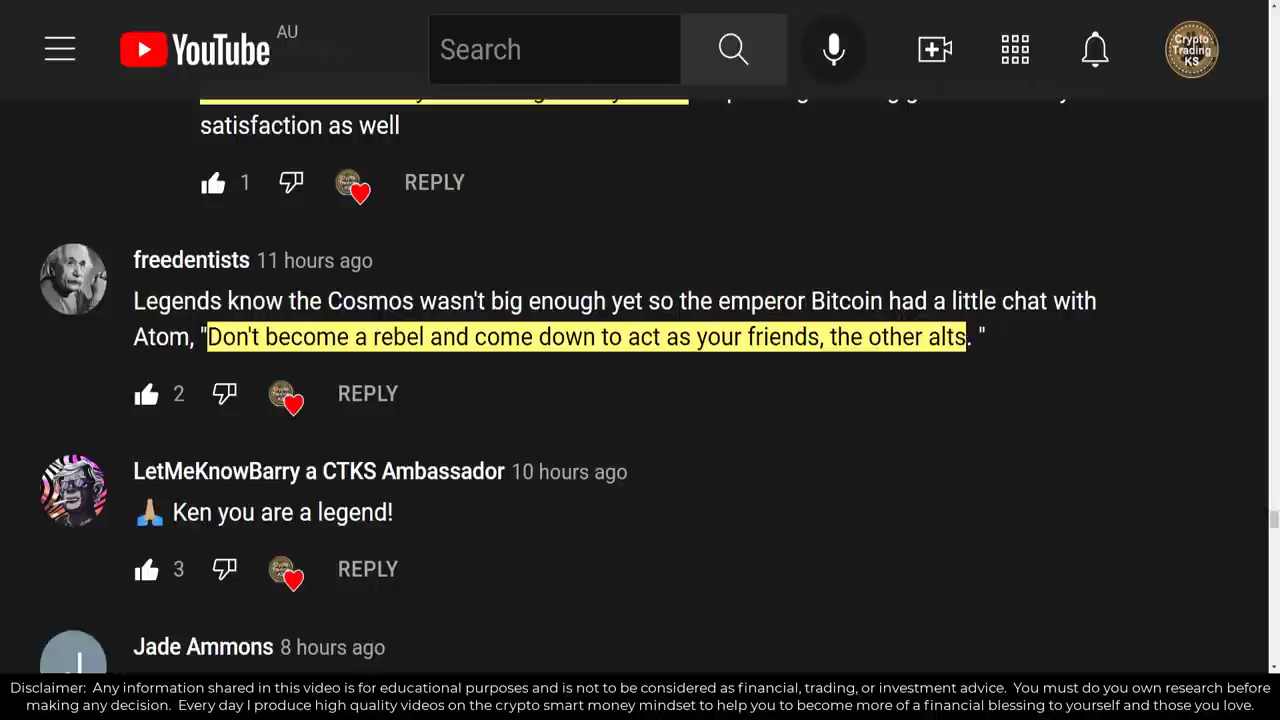 YouTube AU
Search
Crypto Trading KS
satisfaction as well
1 REPLY
freedentists 11 hours ago
Legends know the Cosmos wasn't big enough yet so the emperor Bitcoin had a little chat with
Atom, "Don't become a rebel and come down to act as your friends, the other alts. "
2 REPLY
LetMeKnowBarry a CTKS Ambassador 10 hours ago
🙏🏽 Ken you are a legend!
3 REPLY
Jade Ammons 8 hours ago
J
Disclaimer: Any information shared in this video is for educational purposes and is not to be considered as financial, trading, or investment advice. You must do you own research before
making any decision. Every day I produce high quality videos on the crypto smart money mindset to help you to become more of a financial blessing to yourself and those you love.